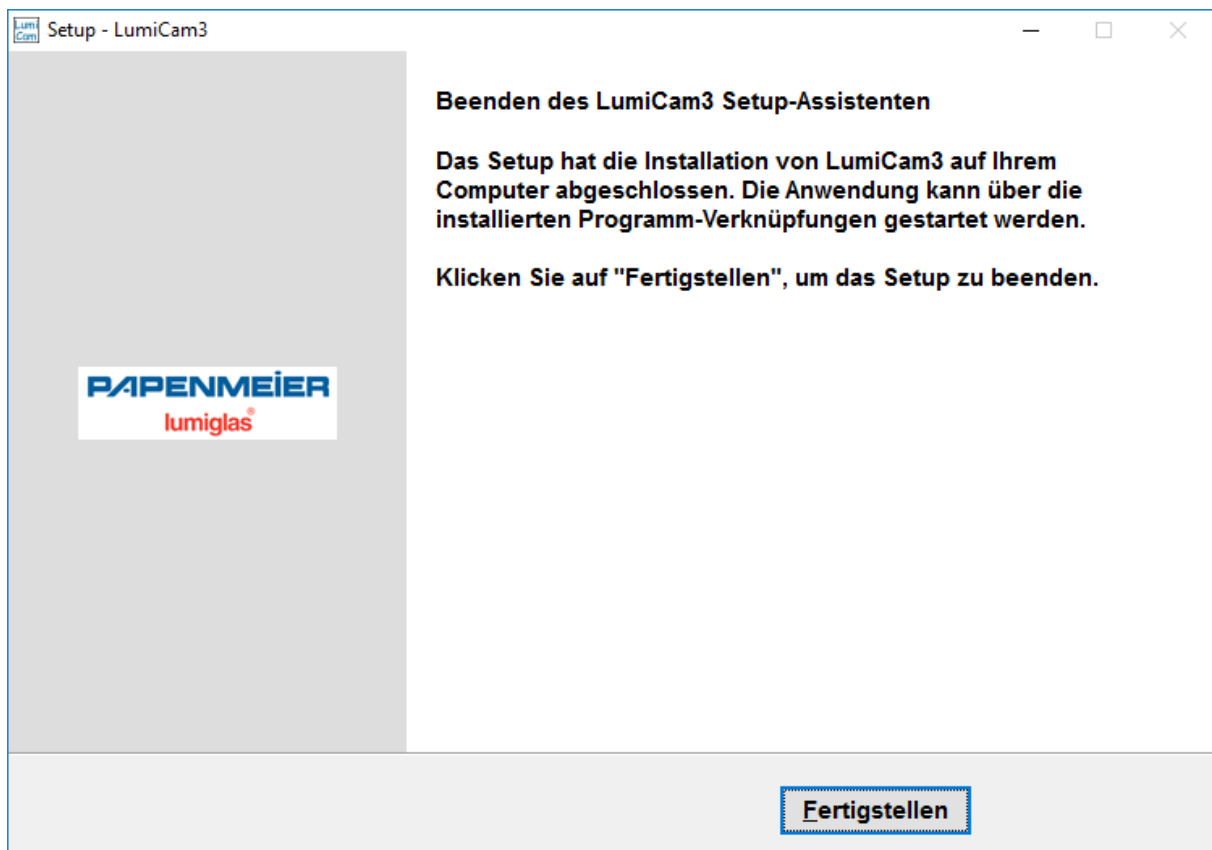 Lumi
Cam
Setup - LumiCam3
Beenden des LumiCam3 Setup-Assistenten
Das Setup hat die Installation von LumiCam3 auf Ihrem
Computer abgeschlossen. Die Anwendung kann über die
installierten Programm-Verknüpfungen gestartet werden.
Klicken Sie auf "Fertigstellen", um das Setup zu beenden.
PAPENMEIER
lumiglas®
Fertigstellen